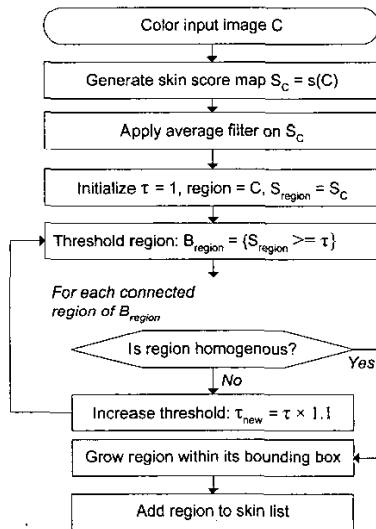 Color input image C
Generate skin score map S_C = s(C)
Apply average filter on S_C
Initialize τ = 1, region = C, S_region = S_C
Threshold region: B_region = {S_region >= τ}
For each connected
region of B_region
Is region homogenous?
Yes
No
Increase threshold: τ_new = τ × 1.1
Grow region within its bounding box
Add region to skin list